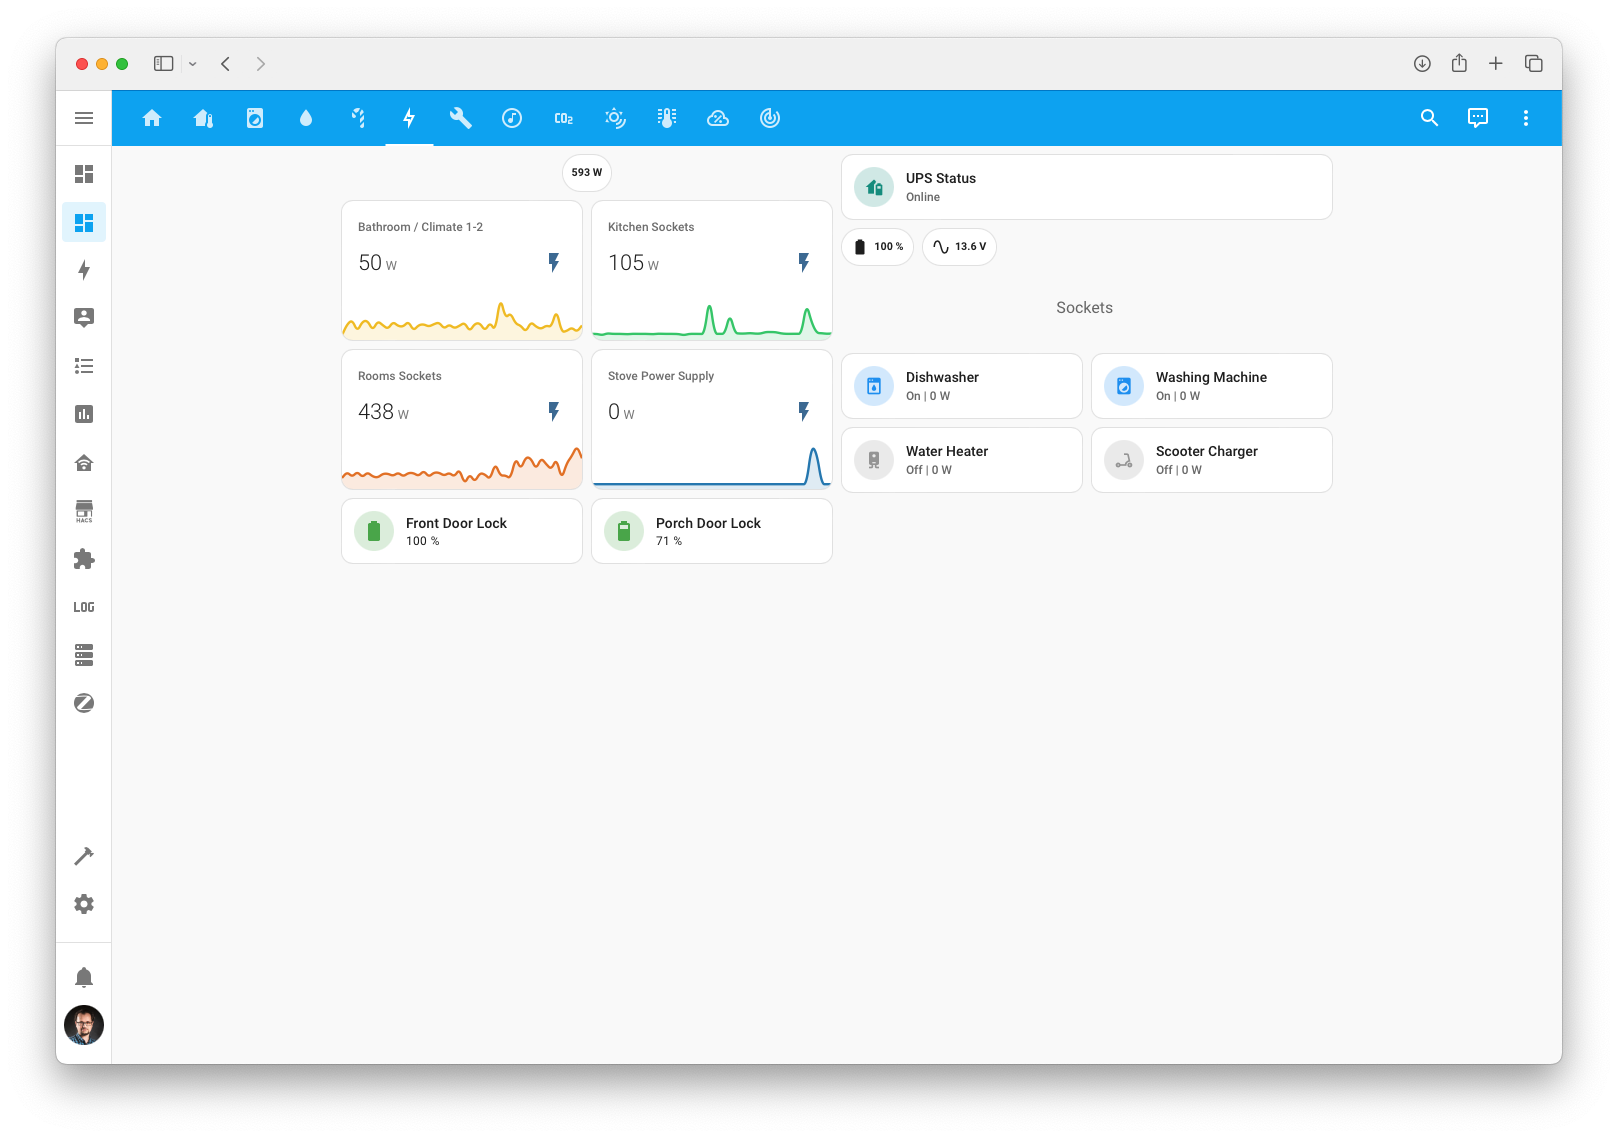 CO2
593 W
Bathroom / Climate 1-2
50 W
Kitchen Sockets
105 W
Rooms Sockets
438 W
Stove Power Supply
0 W
Front Door Lock
100 %
Porch Door Lock
71 %
UPS Status
Online
100 %
13.6 V
Sockets
Dishwasher
On | 0 W
Washing Machine
On | 0 W
Water Heater
Off | 0 W
Scooter Charger
Off | 0 W
HACS
LOG